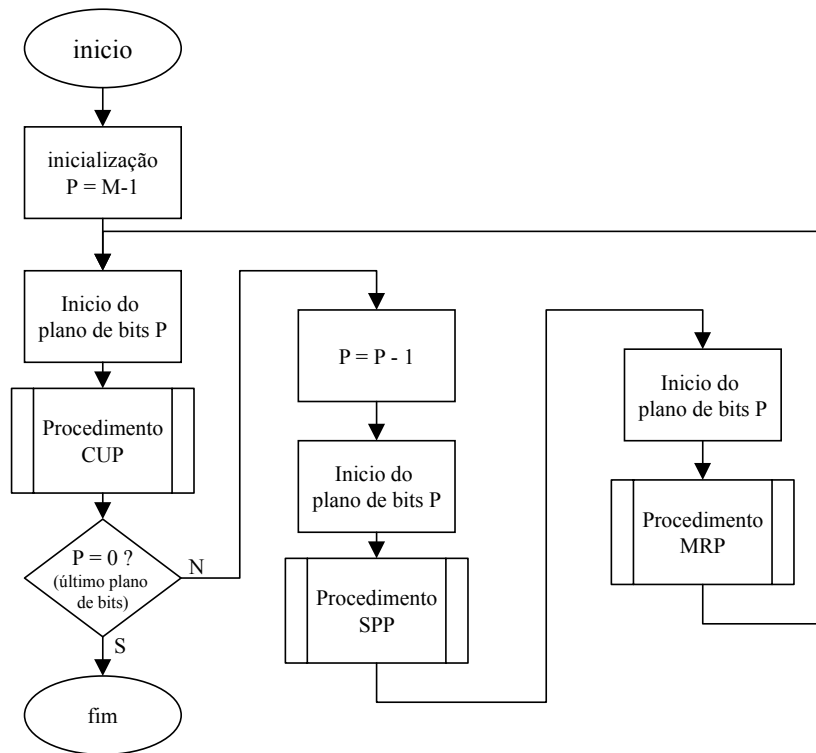 inicio
inicialização
P = M-1
Inicio do
plano de bits P
Procedimento
CUP
P = 0 ?
(último plano
de bits)
N
S
fim
P = P - 1
Inicio do
plano de bits P
Procedimento
SPP
Inicio do
plano de bits P
Procedimento
MRP